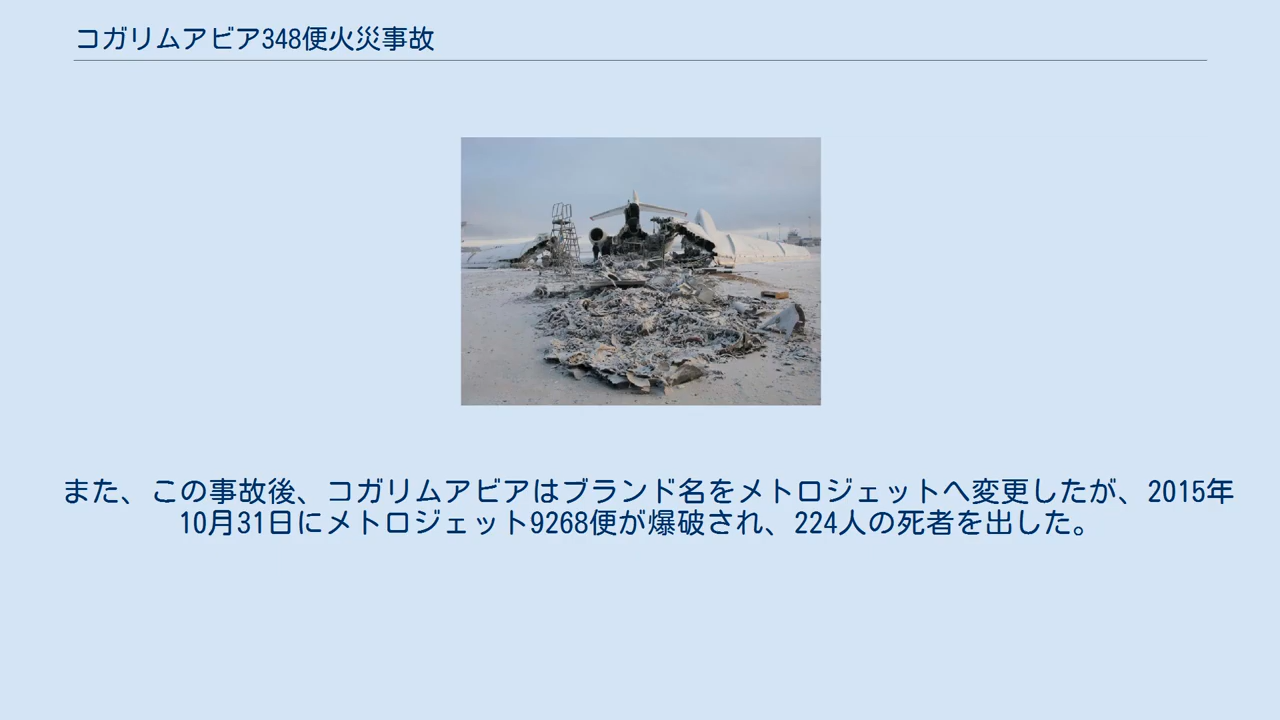 コガリムアビア348便火災事故
また、この事故後、コガリムアビアはブランド名をメトロジェットへ変更したが、2015年
10月31日にメトロジェット9268便が爆破され、224人の死者を出した。